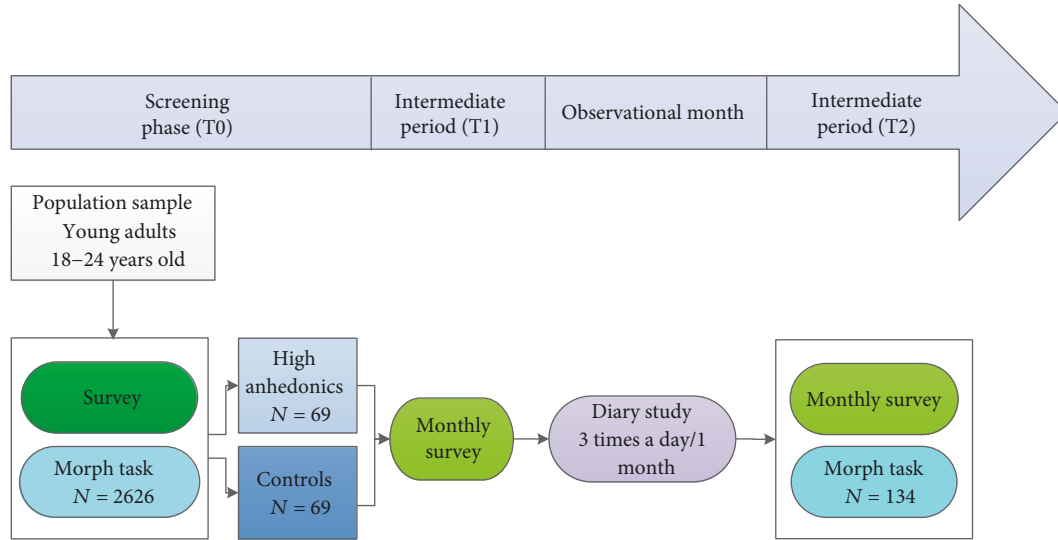 Screening
phase (T0)
Intermediate
period (T1)
Observational month
Intermediate
period (T2)
Population sample
Young adults
18−24 years old
Survey
Morph task
N = 2626
High
anhedonics
N = 69
Controls
N = 69
Monthly
survey
Diary study
3 times a day/1
month
Monthly survey
Morph task
N = 134